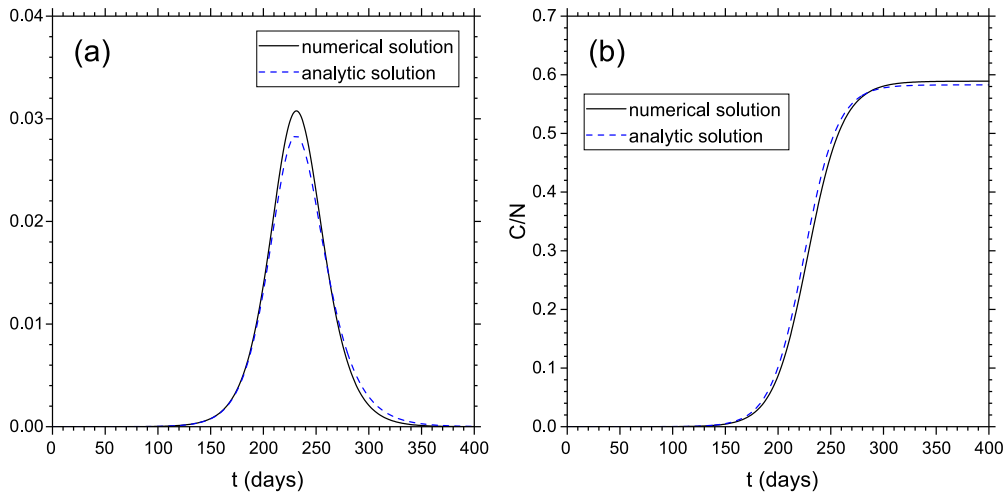 (a)
numerical solution
analytic solution
0.04
0.03
0.02
0.01
0.00
0 50 100 150 200 250 300 350 400
t (days)
(b)
numerical solution
analytic solution
C/N
0.7
0.6
0.5
0.4
0.3
0.2
0.1
0.0
0 50 100 150 200 250 300 350 400
t (days)